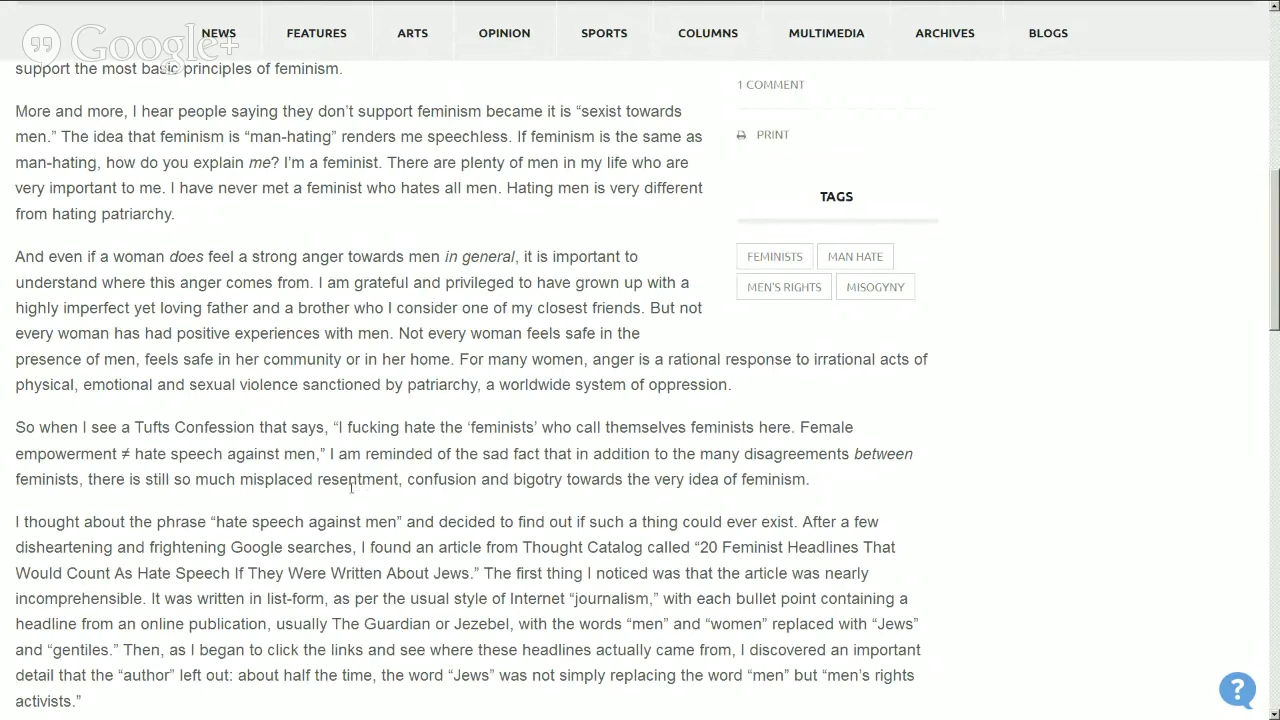 Google+
NEWS
FEATURES
ARTS
OPINION
SPORTS
COLUMNS
MULTIMEDIA
ARCHIVES
BLOGS
support the most basic principles of feminism.
More and more, I hear people saying they don’t support feminism became it is “sexist towards
men.” The idea that feminism is “man-hating” renders me speechless. If feminism is the same as
man-hating, how do you explain me? I’m a feminist. There are plenty of men in my life who are
very important to me. I have never met a feminist who hates all men. Hating men is very different
from hating patriarchy.
And even if a woman does feel a strong anger towards men in general, it is important to
understand where this anger comes from. I am grateful and privileged to have grown up with a
highly imperfect yet loving father and a brother who I consider one of my closest friends. But not
every woman has had positive experiences with men. Not every woman feels safe in the
presence of men, feels safe in her community or in her home. For many women, anger is a rational response to irrational acts of
physical, emotional and sexual violence sanctioned by patriarchy, a worldwide system of oppression.
So when I see a Tufts Confession that says, “I fucking hate the ‘feminists’ who call themselves feminists here. Female
empowerment ≠ hate speech against men,” I am reminded of the sad fact that in addition to the many disagreements between
feminists, there is still so much misplaced resentment, confusion and bigotry towards the very idea of feminism.
I thought about the phrase “hate speech against men” and decided to find out if such a thing could ever exist. After a few
disheartening and frightening Google searches, I found an article from Thought Catalog called “20 Feminist Headlines That
Would Count As Hate Speech If They Were Written About Jews.” The first thing I noticed was that the article was nearly
incomprehensible. It was written in list-form, as per the usual style of Internet “journalism,” with each bullet point containing a
headline from an online publication, usually The Guardian or Jezebel, with the words “men” and “women” replaced with “Jews”
and “gentiles.” Then, as I began to click the links and see where these headlines actually came from, I discovered an important
detail that the “author” left out: about half the time, the word “Jews” was not simply replacing the word “men” but “men’s rights
activists.”
1 COMMENT
PRINT
TAGS
FEMINISTS
MAN HATE
MEN'S RIGHTS
MISOGYNY
?